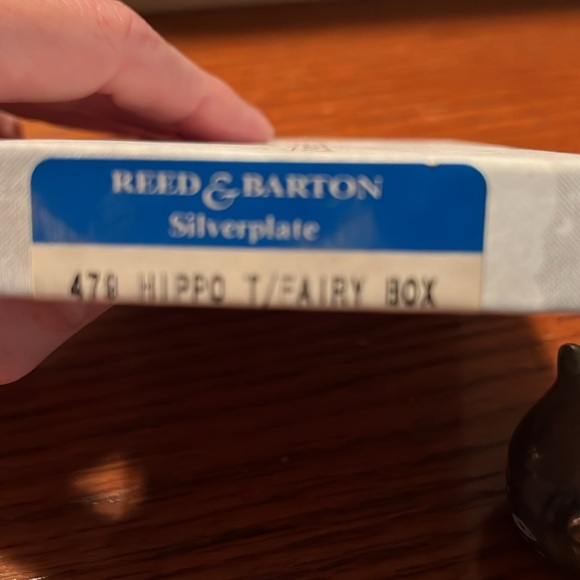 REED & BARTON
Silverplate
478 HIPPO T/FAIRY BOX